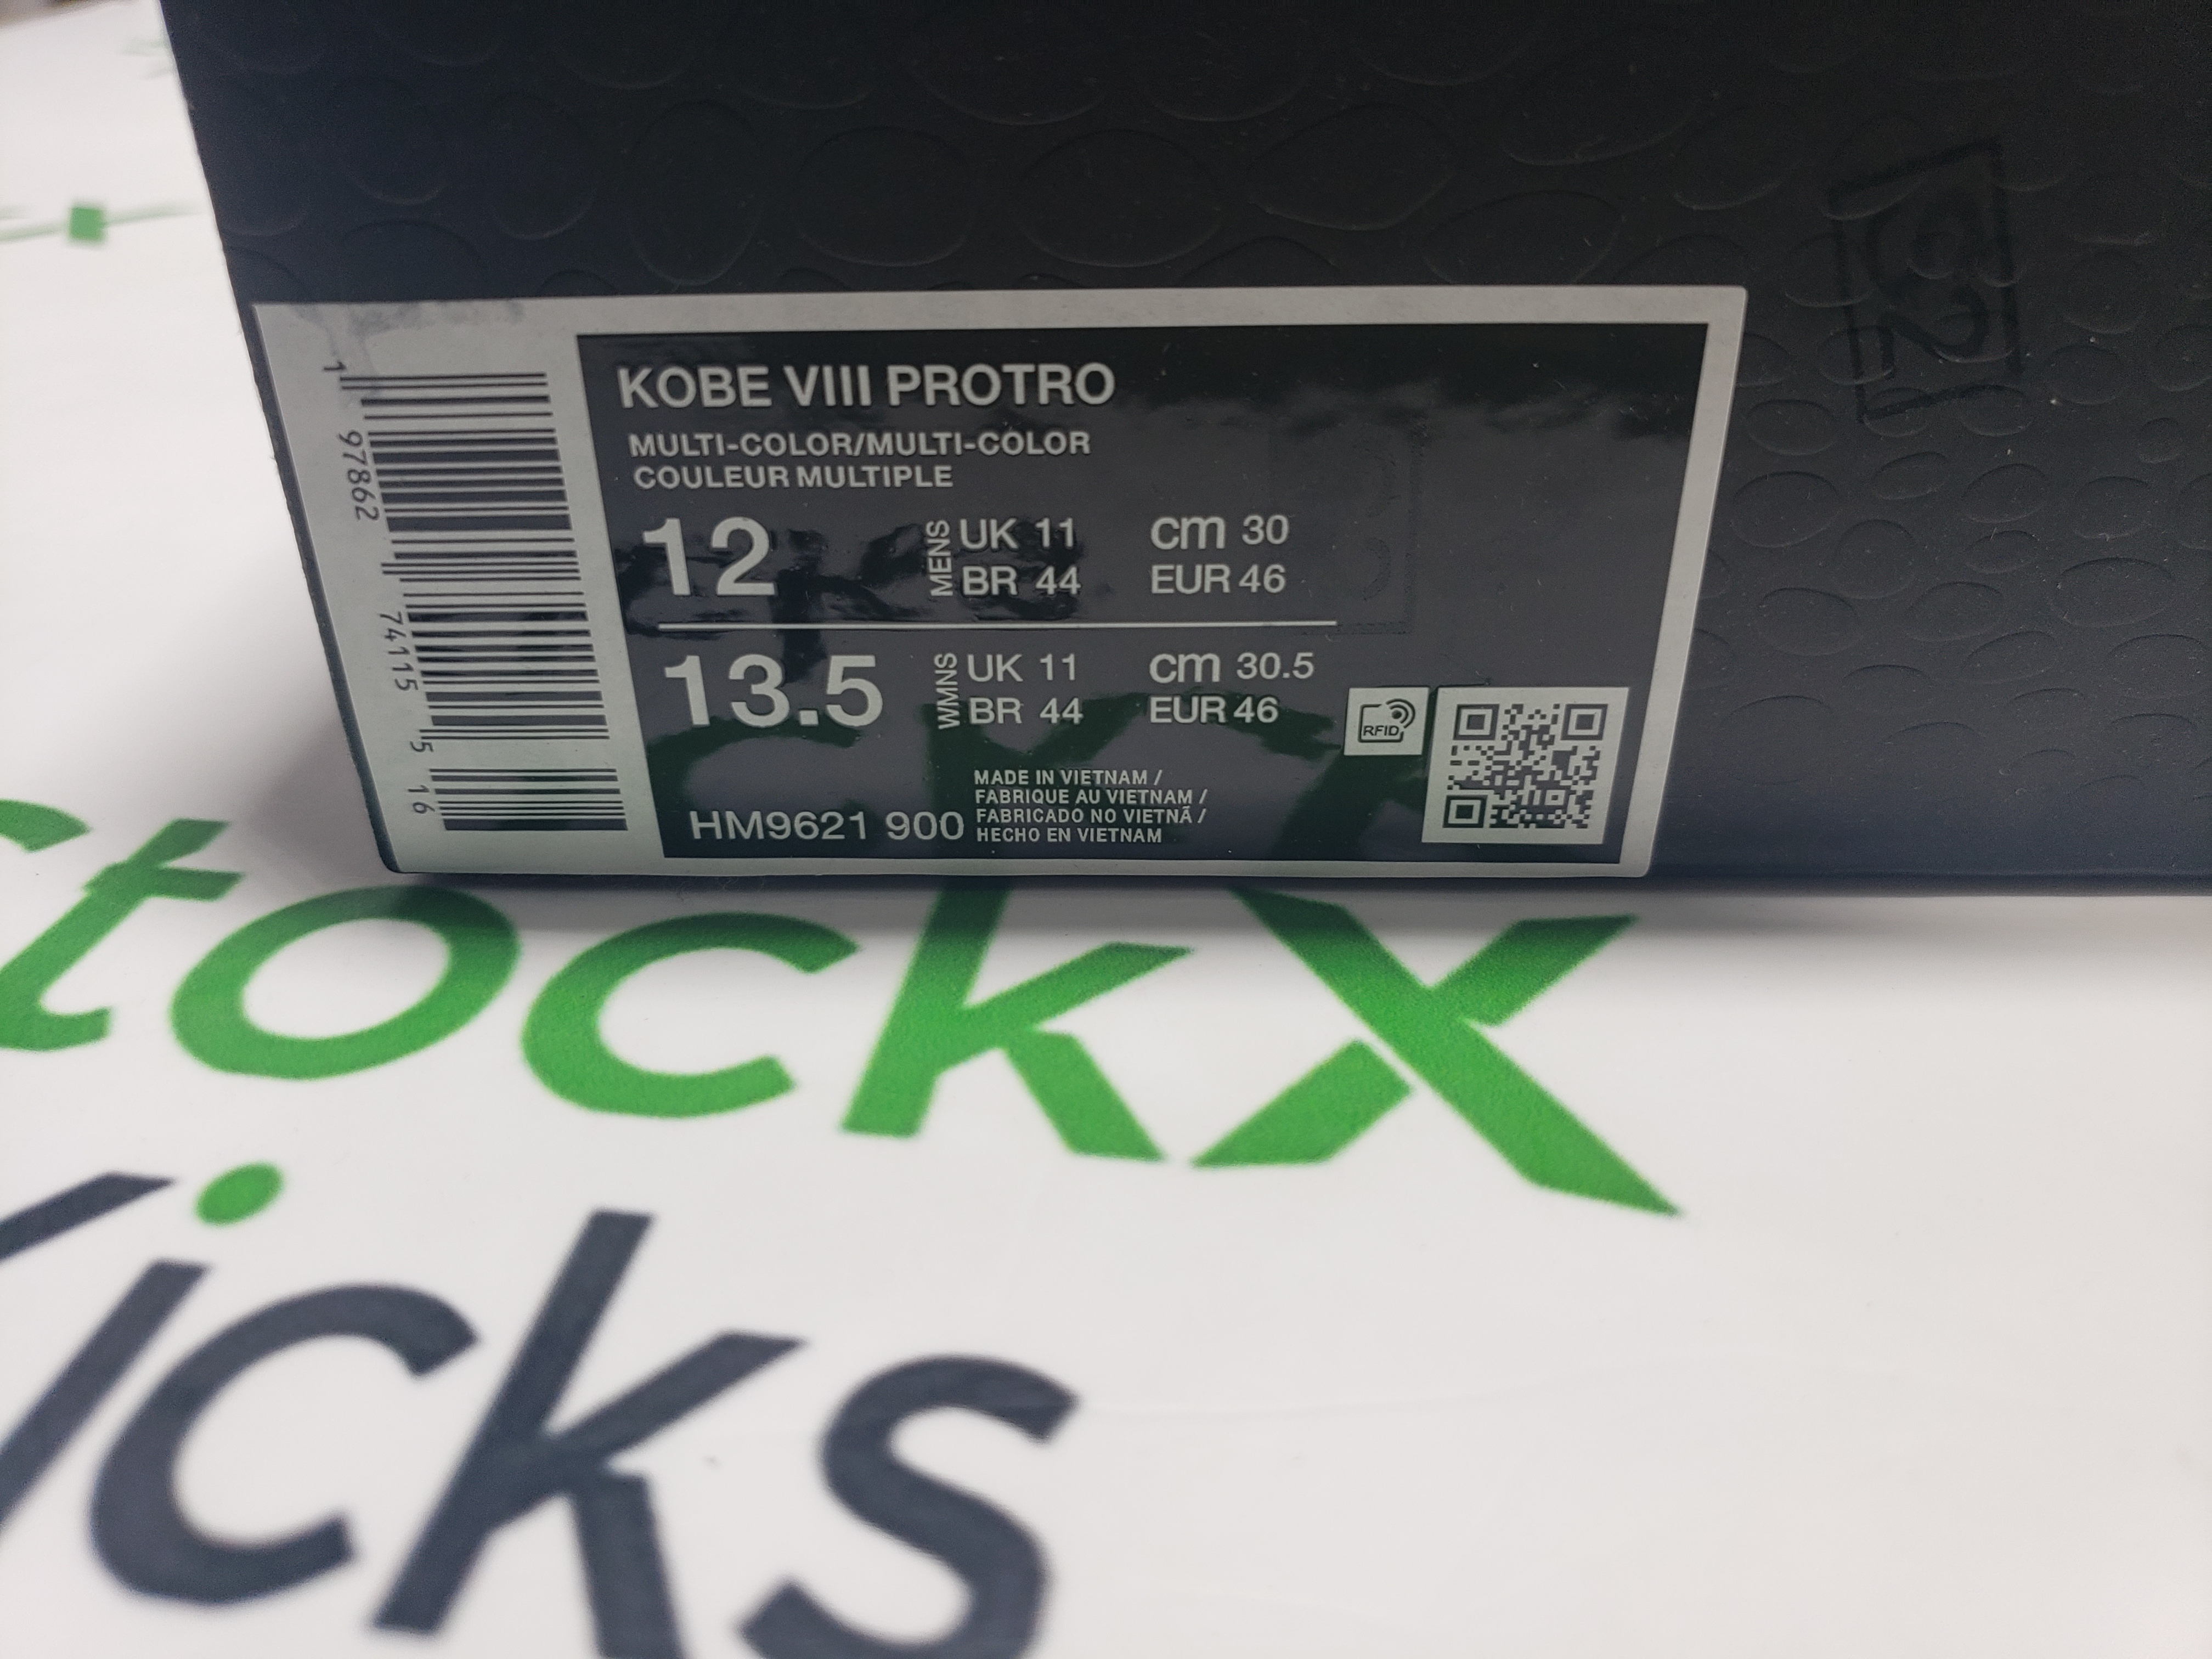 KOBE VIII PROTRO
MULTI-COLOR/MULTI-COLOR
COULEUR MULTIPLE
12 MENS UK 11 cm 30
BR 44 EUR 46
13.5 WMNS UK 11 cm 30.5
BR 44 EUR 46
RFID
HM9621 900
MADE IN VIETNAM /
FABRIQUE AU VIETNAM /
FABRICADO NO VIETNÃ /
HECHO EN VIETNAM
1 97862 74115 5 16
stockX
Kicks